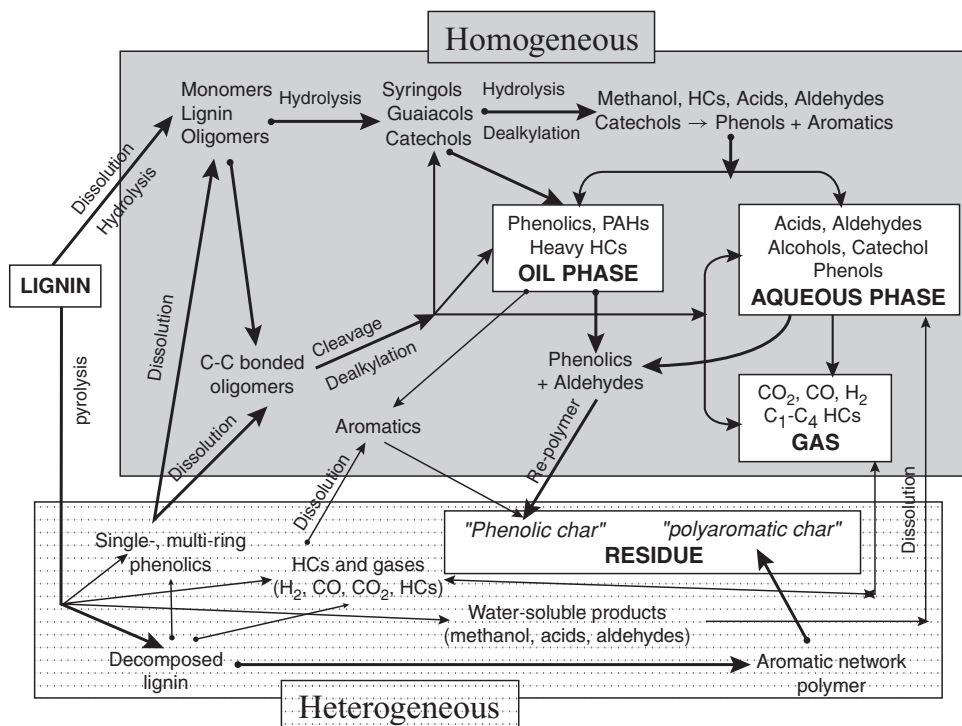 Homogeneous
Monomers
Lignin
Oligomers
Hydrolysis
Syringols
Guaiacols
Catechols
Hydrolysis
Dealkylation
Methanol, HCs, Acids, Aldehydes
Catechols → Phenols + Aromatics
Dissolution
Hydrolysis
Phenolics, PAHs
Heavy HCs
OIL PHASE
Acids, Aldehydes
Alcohols, Catechol
Phenols
AQUEOUS PHASE
LIGNIN
pyrolysis
Dissolution
C-C bonded
oligomers
Cleavage
Dealkylation
Phenolics
+ Aldehydes
CO₂, CO, H₂
C₁-C₄ HCs
GAS
Aromatics
Dissolution
Dissolution
Re-polymer
Dissolution
"Phenolic char" "polyaromatic char"
RESIDUE
Single-, multi-ring
phenolics
HCs and gases
(H₂, CO, CO₂, HCs)
Water-soluble products
(methanol, acids, aldehydes)
Decomposed
lignin
Aromatic network
polymer
Heterogeneous